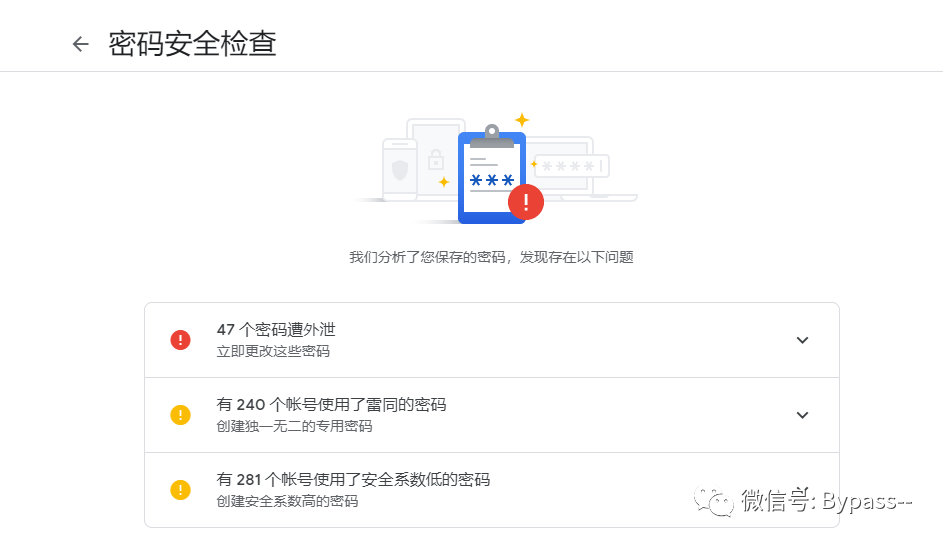 密码安全检查
我们分析了您保存的密码，发现存在以下问题
47 个密码遭外泄
立即更改这些密码
有 240 个帐号使用了雷同的密码
创建独一无二的专用密码
有 281 个帐号使用了安全系数低的密码
创建安全系数高的密码
微信号: Bypass--